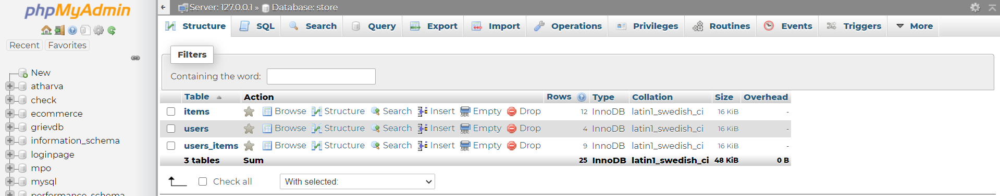 phpMyAdmin
Recent Favorites
New
atharva
check
ecommerce
grievdb
information_schema
loginpage
mpo
mysql
performance_schema
Server: 127.0.0.1 » Database: store
Structure SQL Search Query Export Import Operations Privileges Routines Events Triggers More
Filters
Containing the word:
Table Action Rows Type Collation Size Overhead
items Browse Structure Search Insert Empty Drop 12 InnoDB latin1_swedish_ci 16 KiB -
users Browse Structure Search Insert Empty Drop 4 InnoDB latin1_swedish_ci 16 KiB -
users_items Browse Structure Search Insert Empty Drop 9 InnoDB latin1_swedish_ci 16 KiB -
3 tables Sum 25 InnoDB latin1_swedish_ci 48 KiB 0 B
Check all With selected: